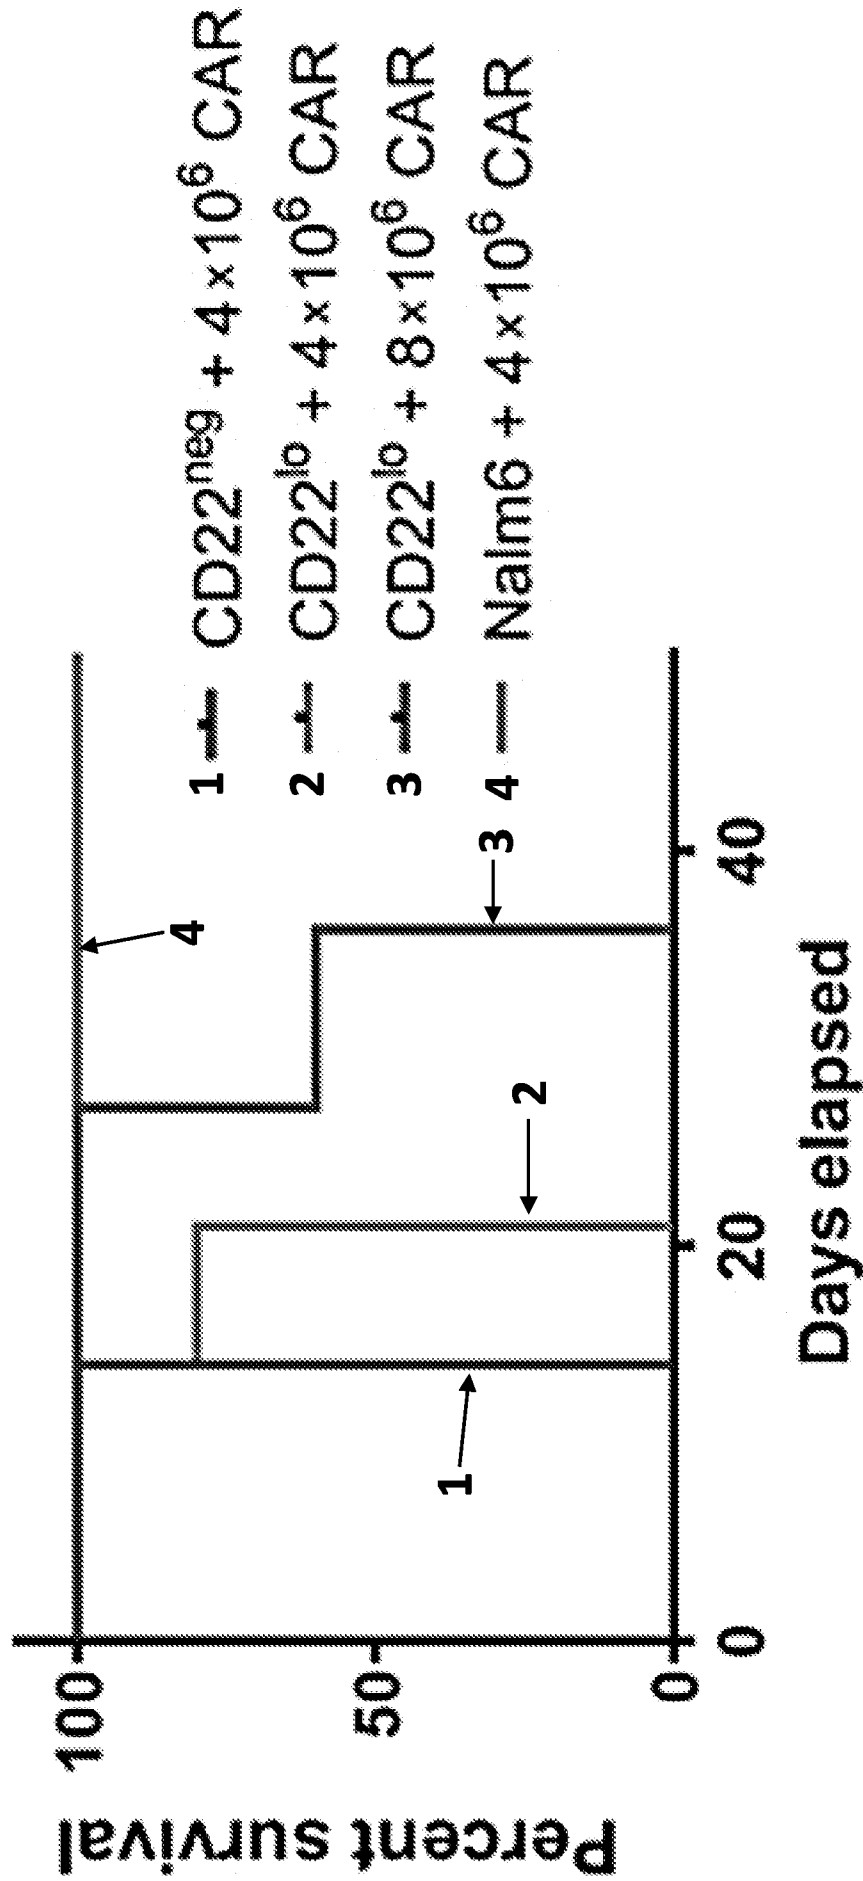 Percent survival
100
50
0
0
20
40
Days elapsed
1
2
3
4
1 CD22neg + 4×10⁶ CAR
2 CD22lo + 4×10⁶ CAR
3 CD22lo + 8×10⁶ CAR
4 Nalm6 + 4×10⁶ CAR